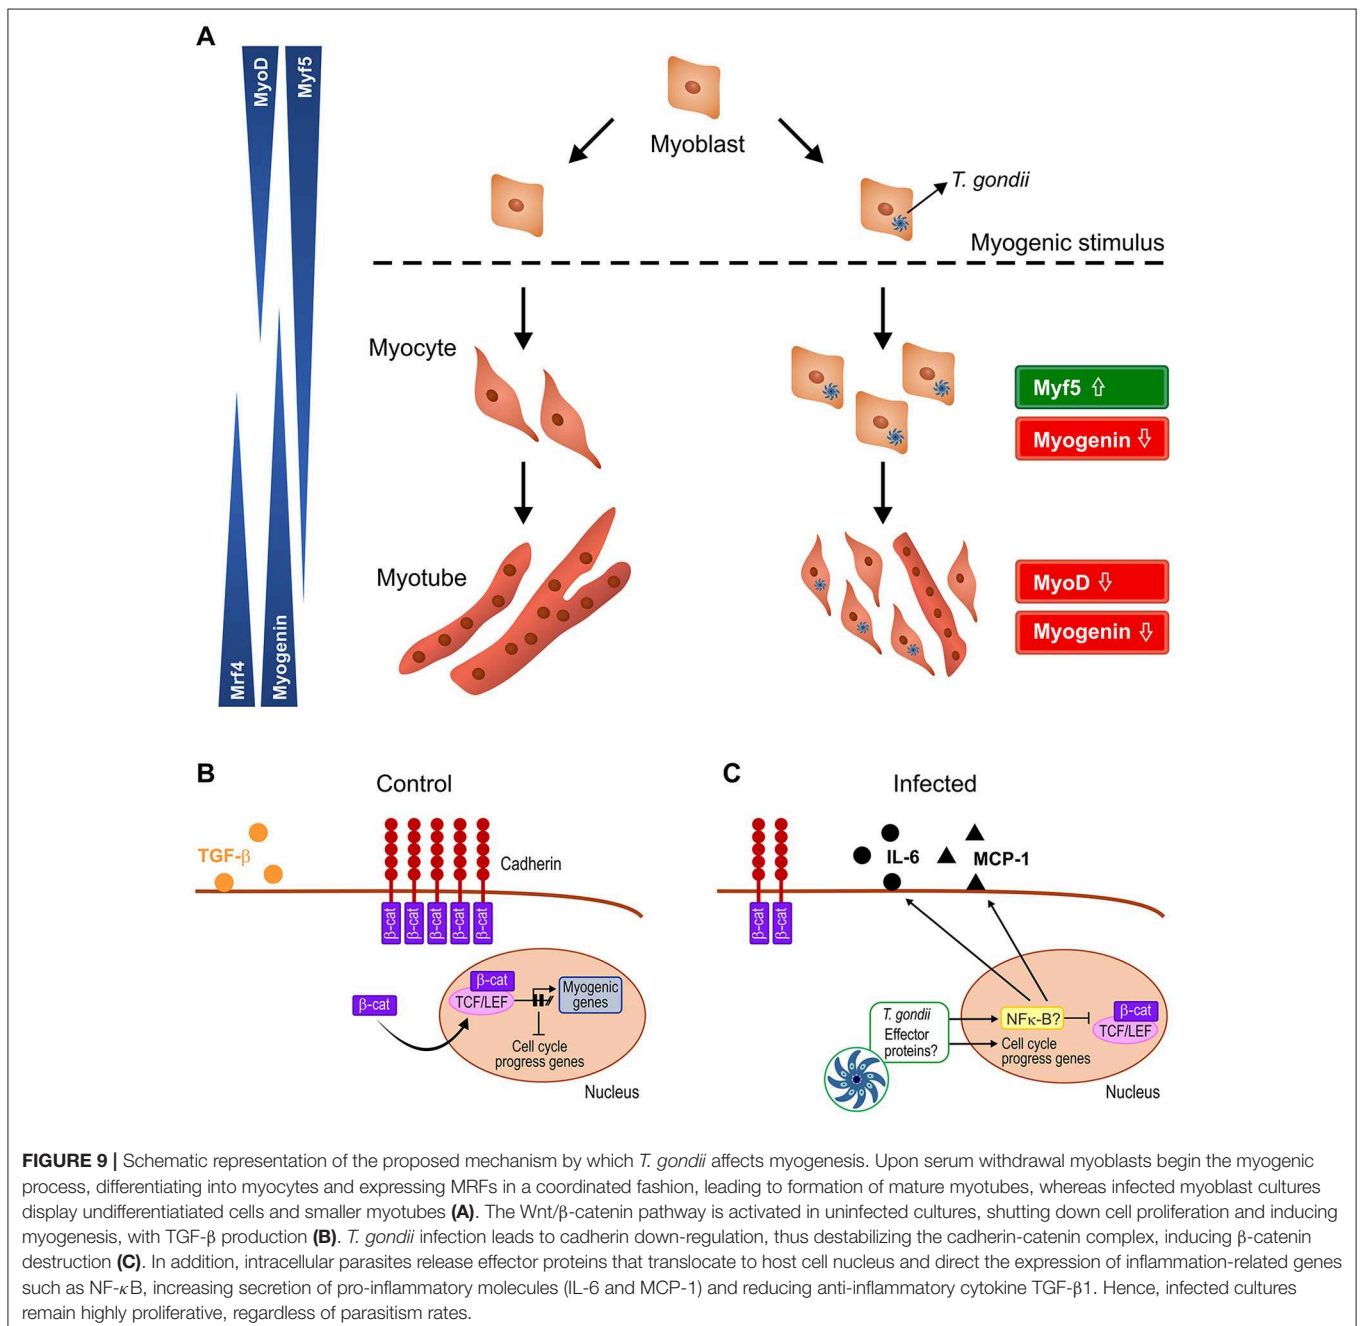 A
MyoD
Myf5
Myoblast
T. gondii
Myogenic stimulus
Myocyte
Myf5 ⇧
Myogenin ⇩
Myotube
MyoD ⇩
Myogenin ⇩
Mrf4
Myogenin
B
Control
TGF-β
Cadherin
β-cat
β-cat
β-cat
β-cat
β-cat
β-cat
β-cat
TCF/LEF
Myogenic
genes
Cell cycle
progress genes
Nucleus
C
Infected
IL-6
MCP-1
β-cat
β-cat
T. gondii
Effector
proteins?
NFκ-B?
Cell cycle
progress genes
β-cat
TCF/LEF
Nucleus
FIGURE 9 | Schematic representation of the proposed mechanism by which T. gondii affects myogenesis. Upon serum withdrawal myoblasts begin the myogenic
process, differentiating into myocytes and expressing MRFs in a coordinated fashion, leading to formation of mature myotubes, whereas infected myoblast cultures
display undifferentiatiated cells and smaller myotubes (A). The Wnt/β-catenin pathway is activated in uninfected cultures, shutting down cell proliferation and inducing
myogenesis, with TGF-β production (B). T. gondii infection leads to cadherin down-regulation, thus destabilizing the cadherin-catenin complex, inducing β-catenin
destruction (C). In addition, intracellular parasites release effector proteins that translocate to host cell nucleus and direct the expression of inflammation-related genes
such as NF-κB, increasing secretion of pro-inflammatory molecules (IL-6 and MCP-1) and reducing anti-inflammatory cytokine TGF-β1. Hence, infected cultures
remain highly proliferative, regardless of parasitism rates.